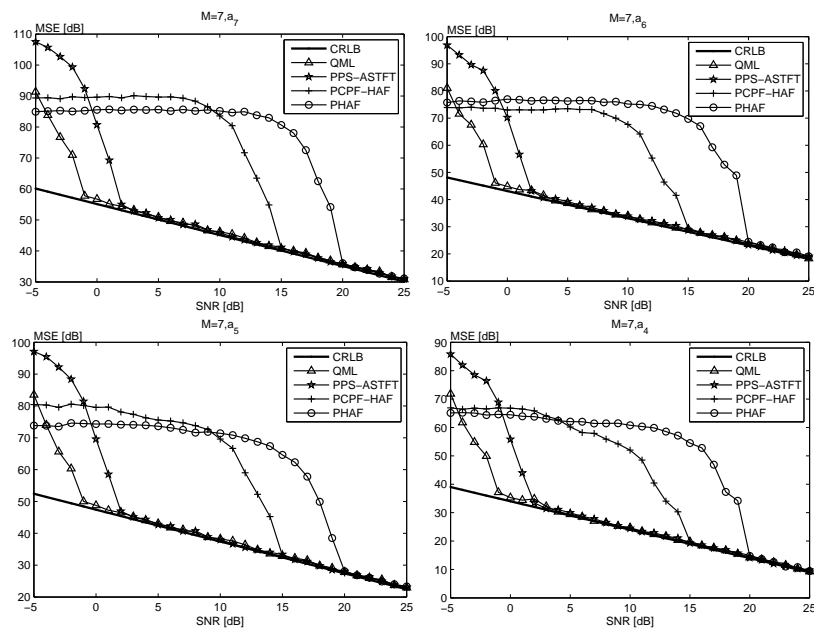 M=7,a7
MSE [dB]
110
100
90
80
70
60
50
40
30
−5
0
5
10
15
20
25
SNR [dB]
CRLB
QML
PPS−ASTFT
PCPF−HAF
PHAF
M=7,a6
MSE [dB]
100
90
80
70
60
50
40
30
20
10
−5
0
5
10
15
20
25
SNR [dB]
CRLB
QML
PPS−ASTFT
PCPF−HAF
PHAF
M=7,a5
MSE [dB]
100
90
80
70
60
50
40
30
20
−5
0
5
10
15
20
25
SNR [dB]
CRLB
QML
PPS−ASTFT
PCPF−HAF
PHAF
M=7,a4
MSE [dB]
90
80
70
60
50
40
30
20
10
0
−5
0
5
10
15
20
25
SNR [dB]
CRLB
QML
PPS−ASTFT
PCPF−HAF
PHAF